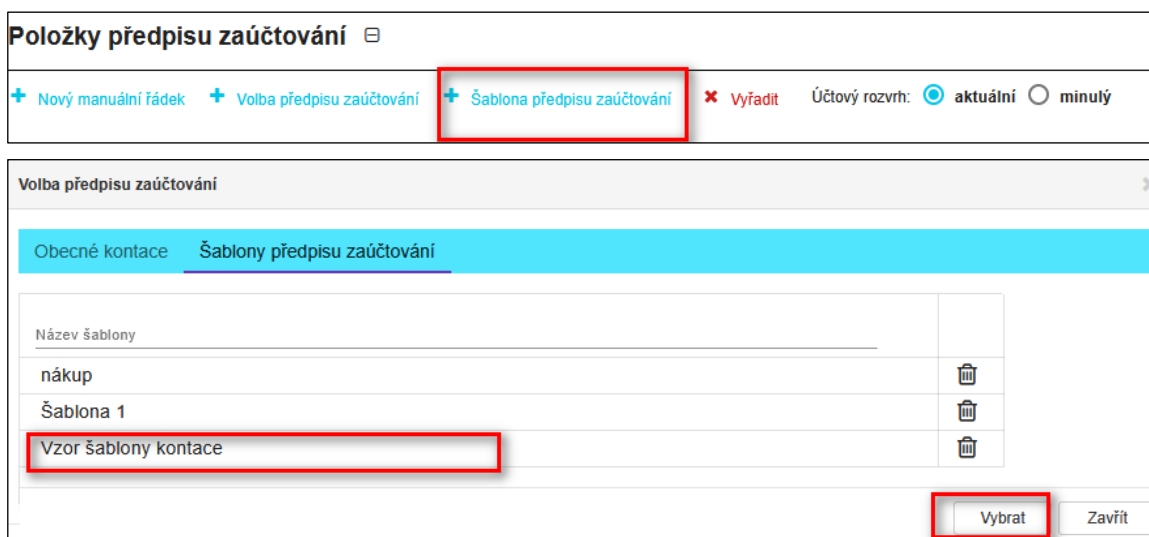 Položky předpisu zaúčtování
Nový manuální řádek Volba předpisu zaúčtování Šablona předpisu zaúčtování Vyřadit Účtový rozvrh: aktuální minulý
Volba předpisu zaúčtování
Obecné kontace Šablony předpisu zaúčtování
Název šablony
nákup
Šablona 1
Vzor šablony kontace
Vybrat Zavřít